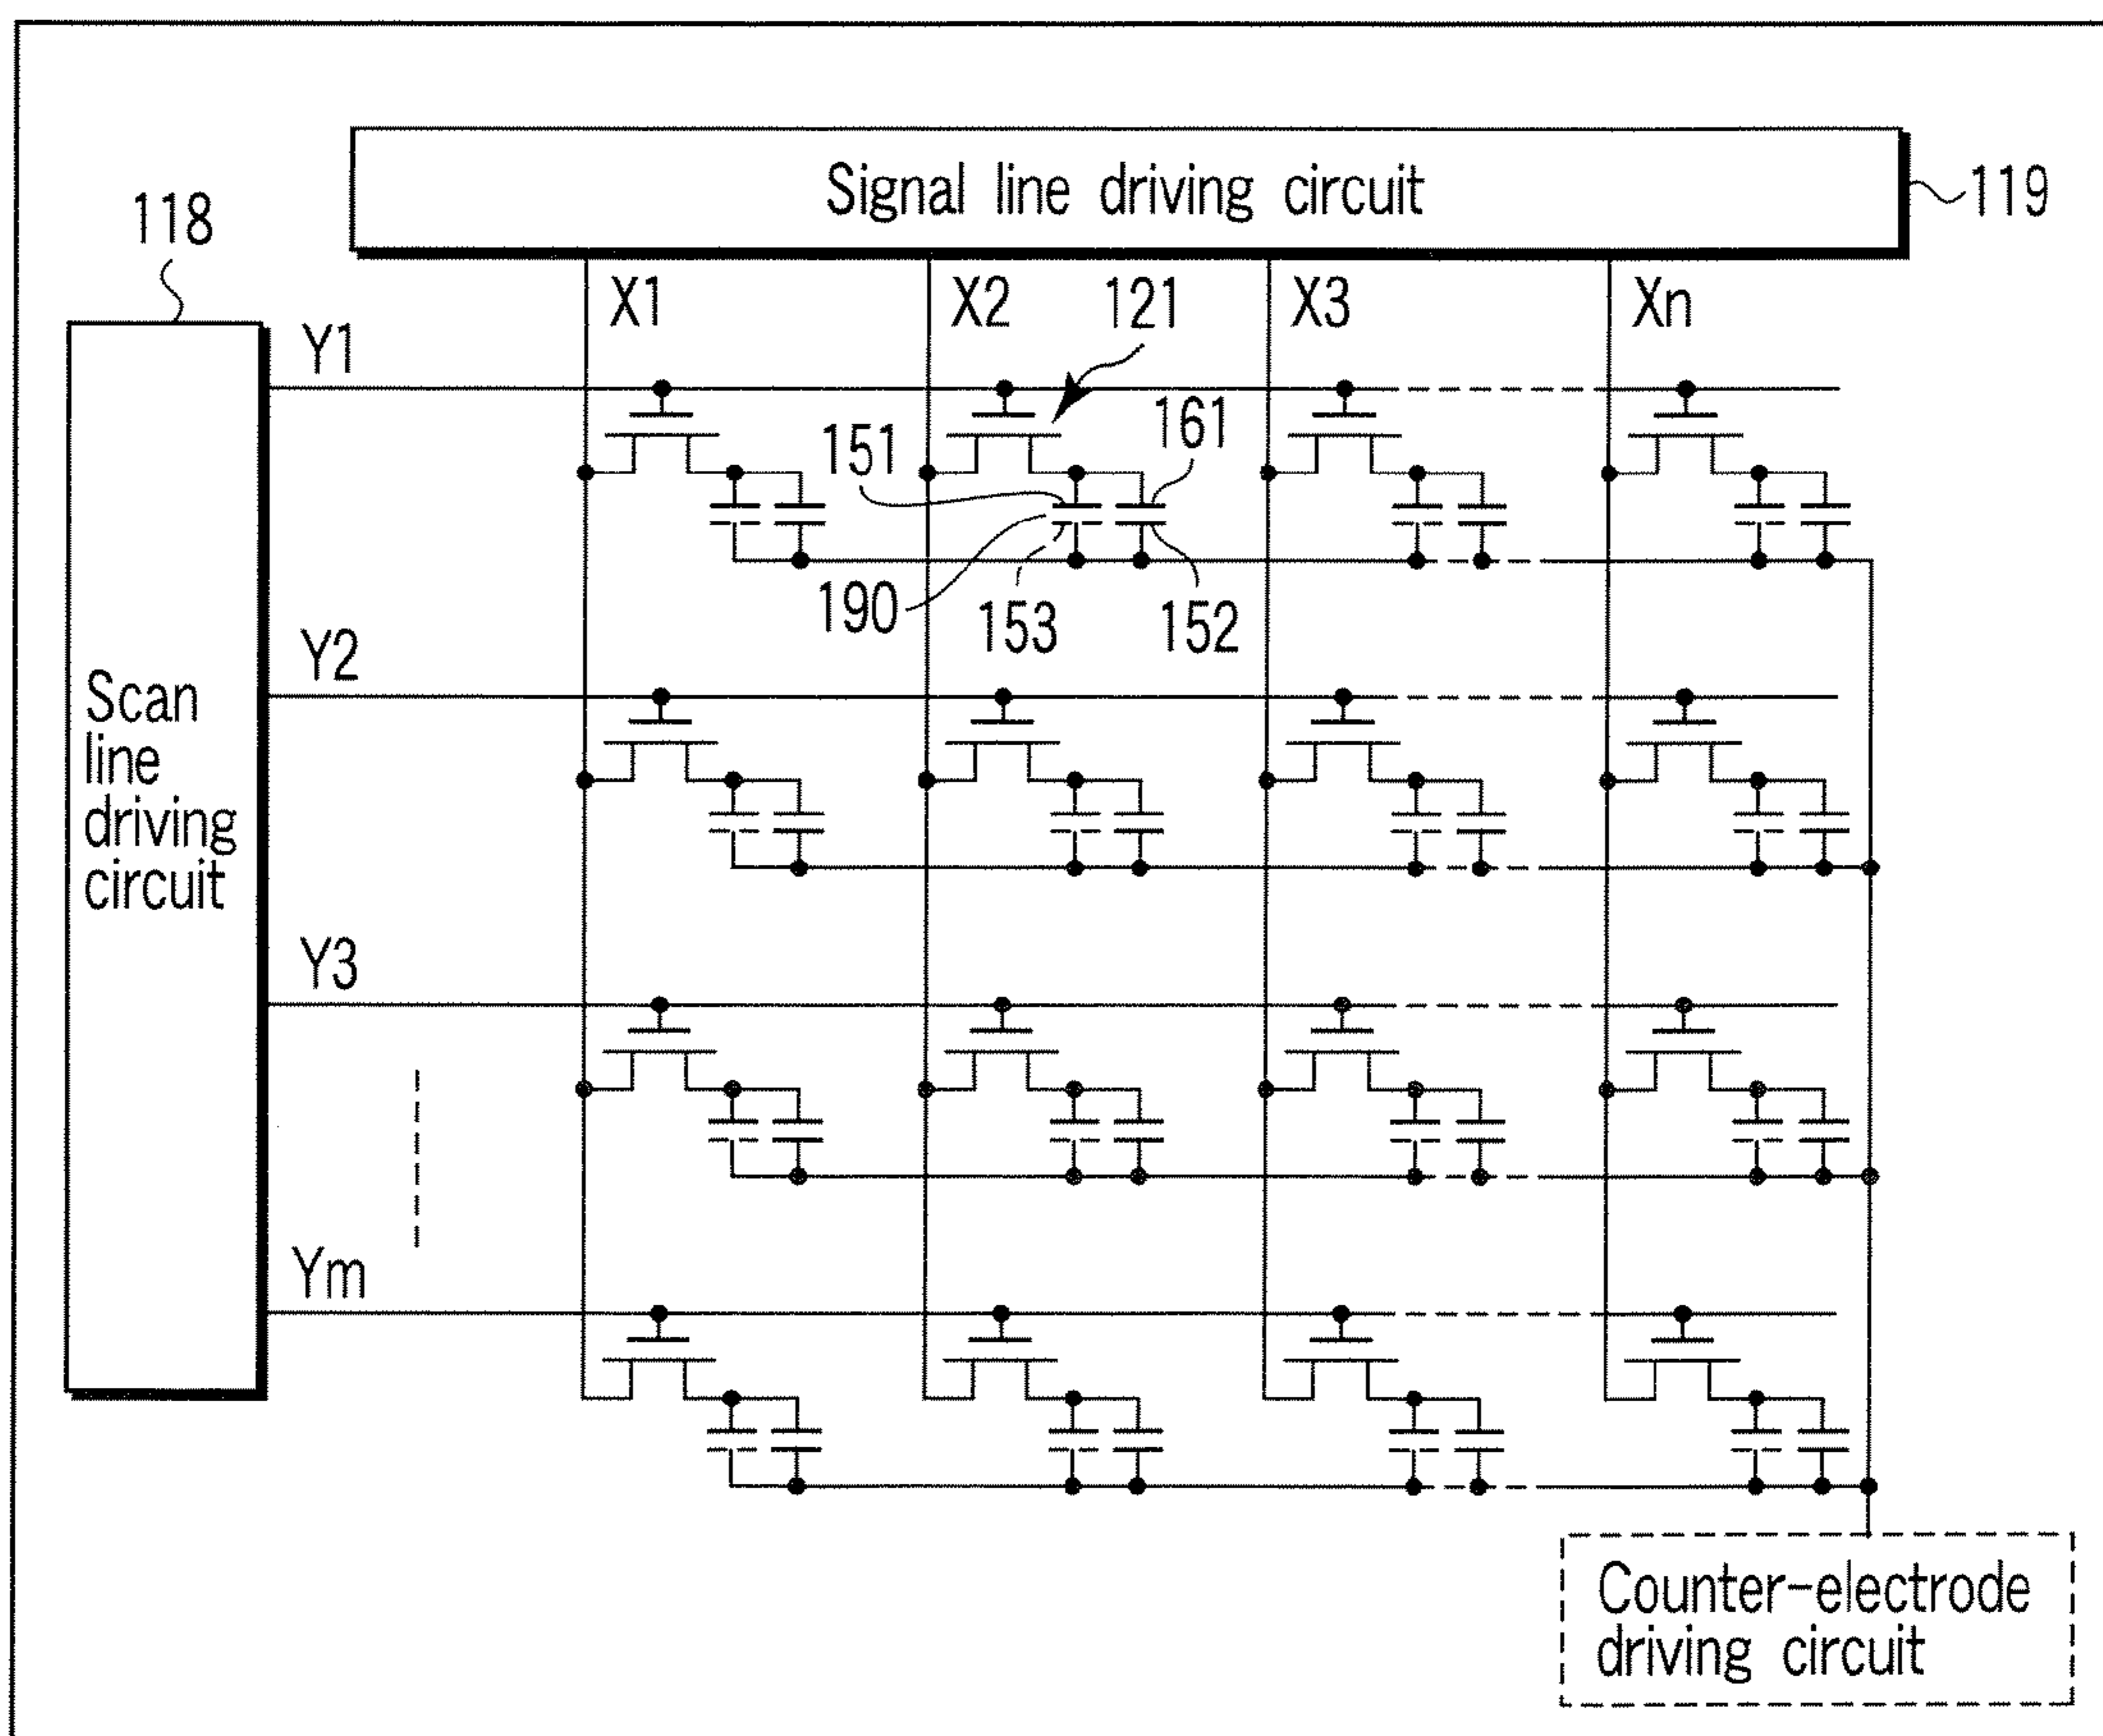 Signal line driving circuit
119
118
X1
X2
121
X3
Xn
Y1
151
161
190
153
152
Y2
Scan
line
driving
circuit
Y3
Ym
Counter-electrode
driving circuit